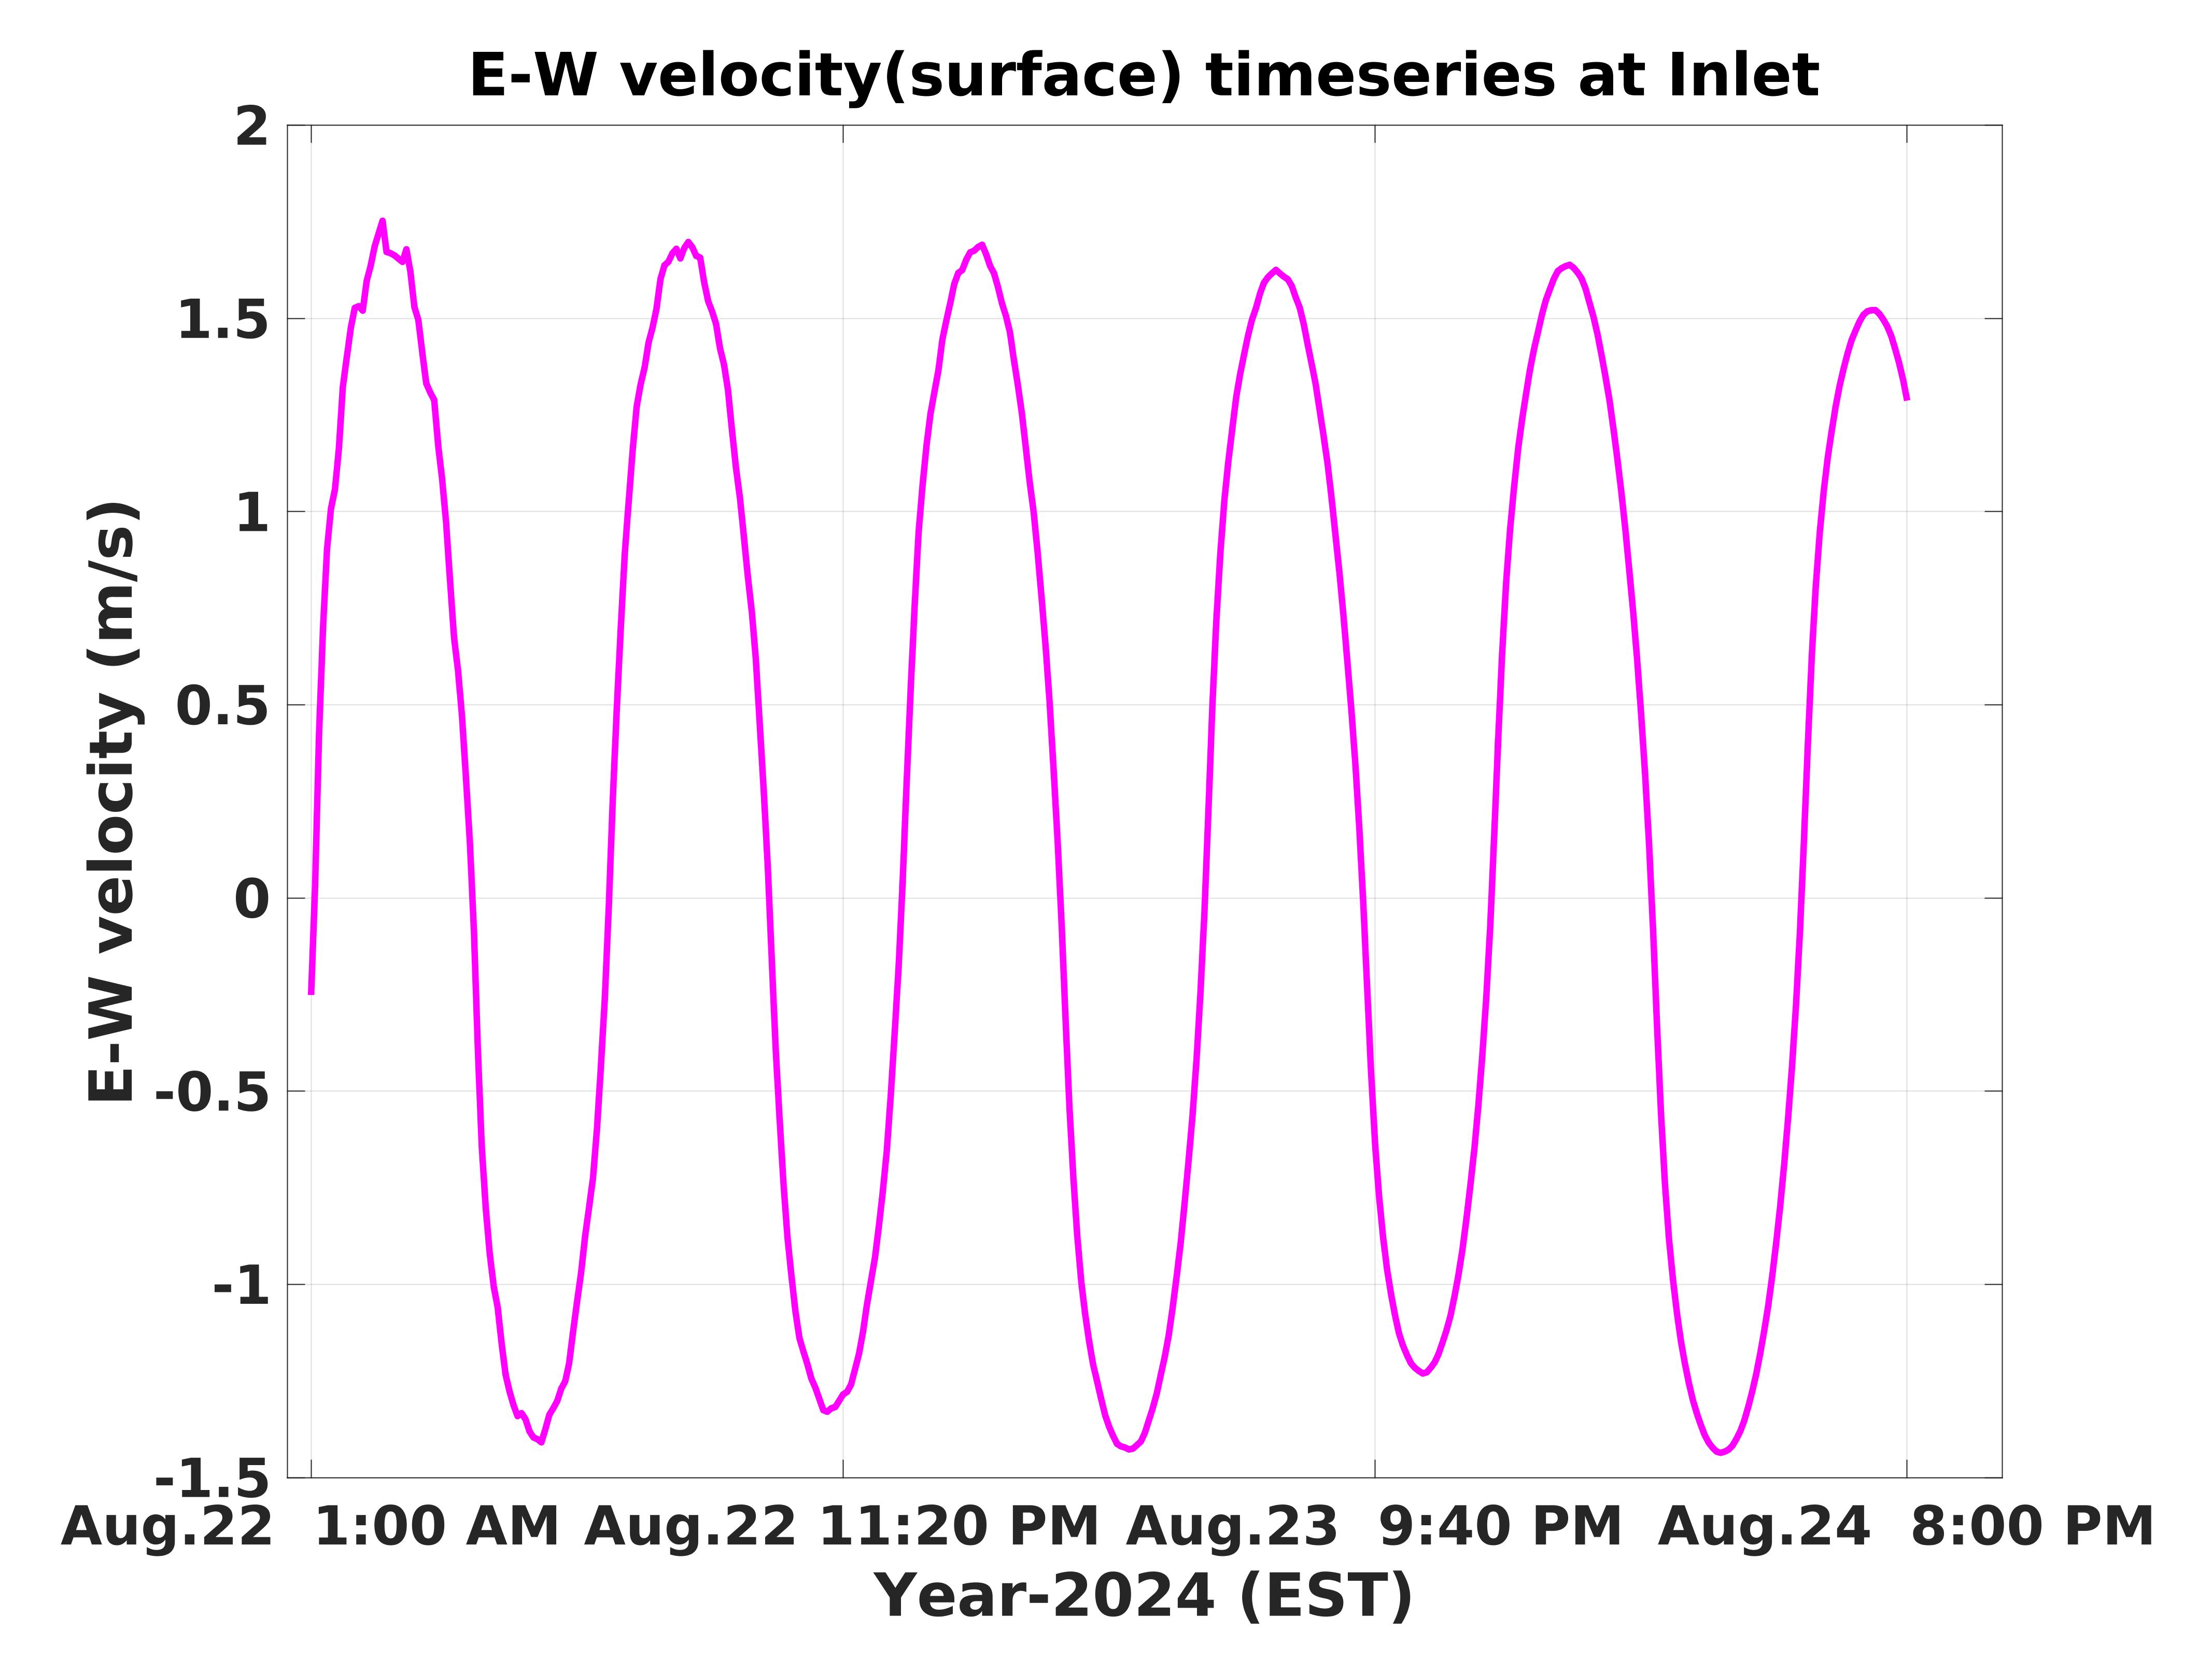 E-W velocity(surface) timeseries at Inlet
2
1.5
1
0.5
0
-0.5
-1
-1.5
E-W velocity (m/s)
Aug.22 1:00 AM Aug.22 11:20 PM Aug.23 9:40 PM Aug.24 8:00 PM
Year-2024 (EST)